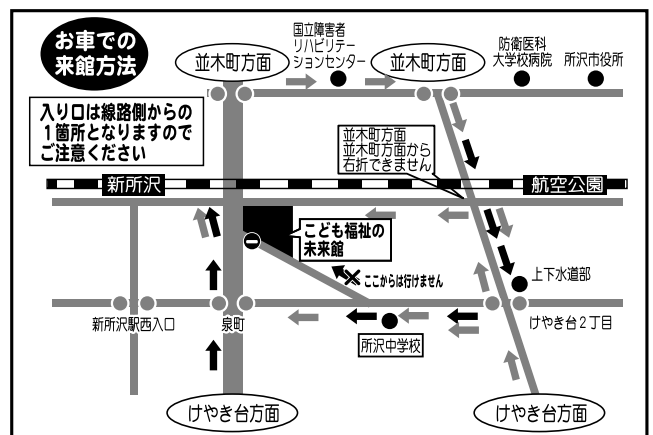 お車での
来館方法
入り口は線路側からの
１箇所となりますので
ご注意ください
並木町方面
国立障害者
リハビリテー
ションセンター
並木町方面
防衛医科
大学校病院
所沢市役所
並木町方面
並木町方面から
右折できません
新所沢
航空公園
こども福祉の
未来館
ここからは行けません
上下水道部
新所沢駅西入口
泉町
所沢中学校
けやき台２丁目
けやき台方面
けやき台方面